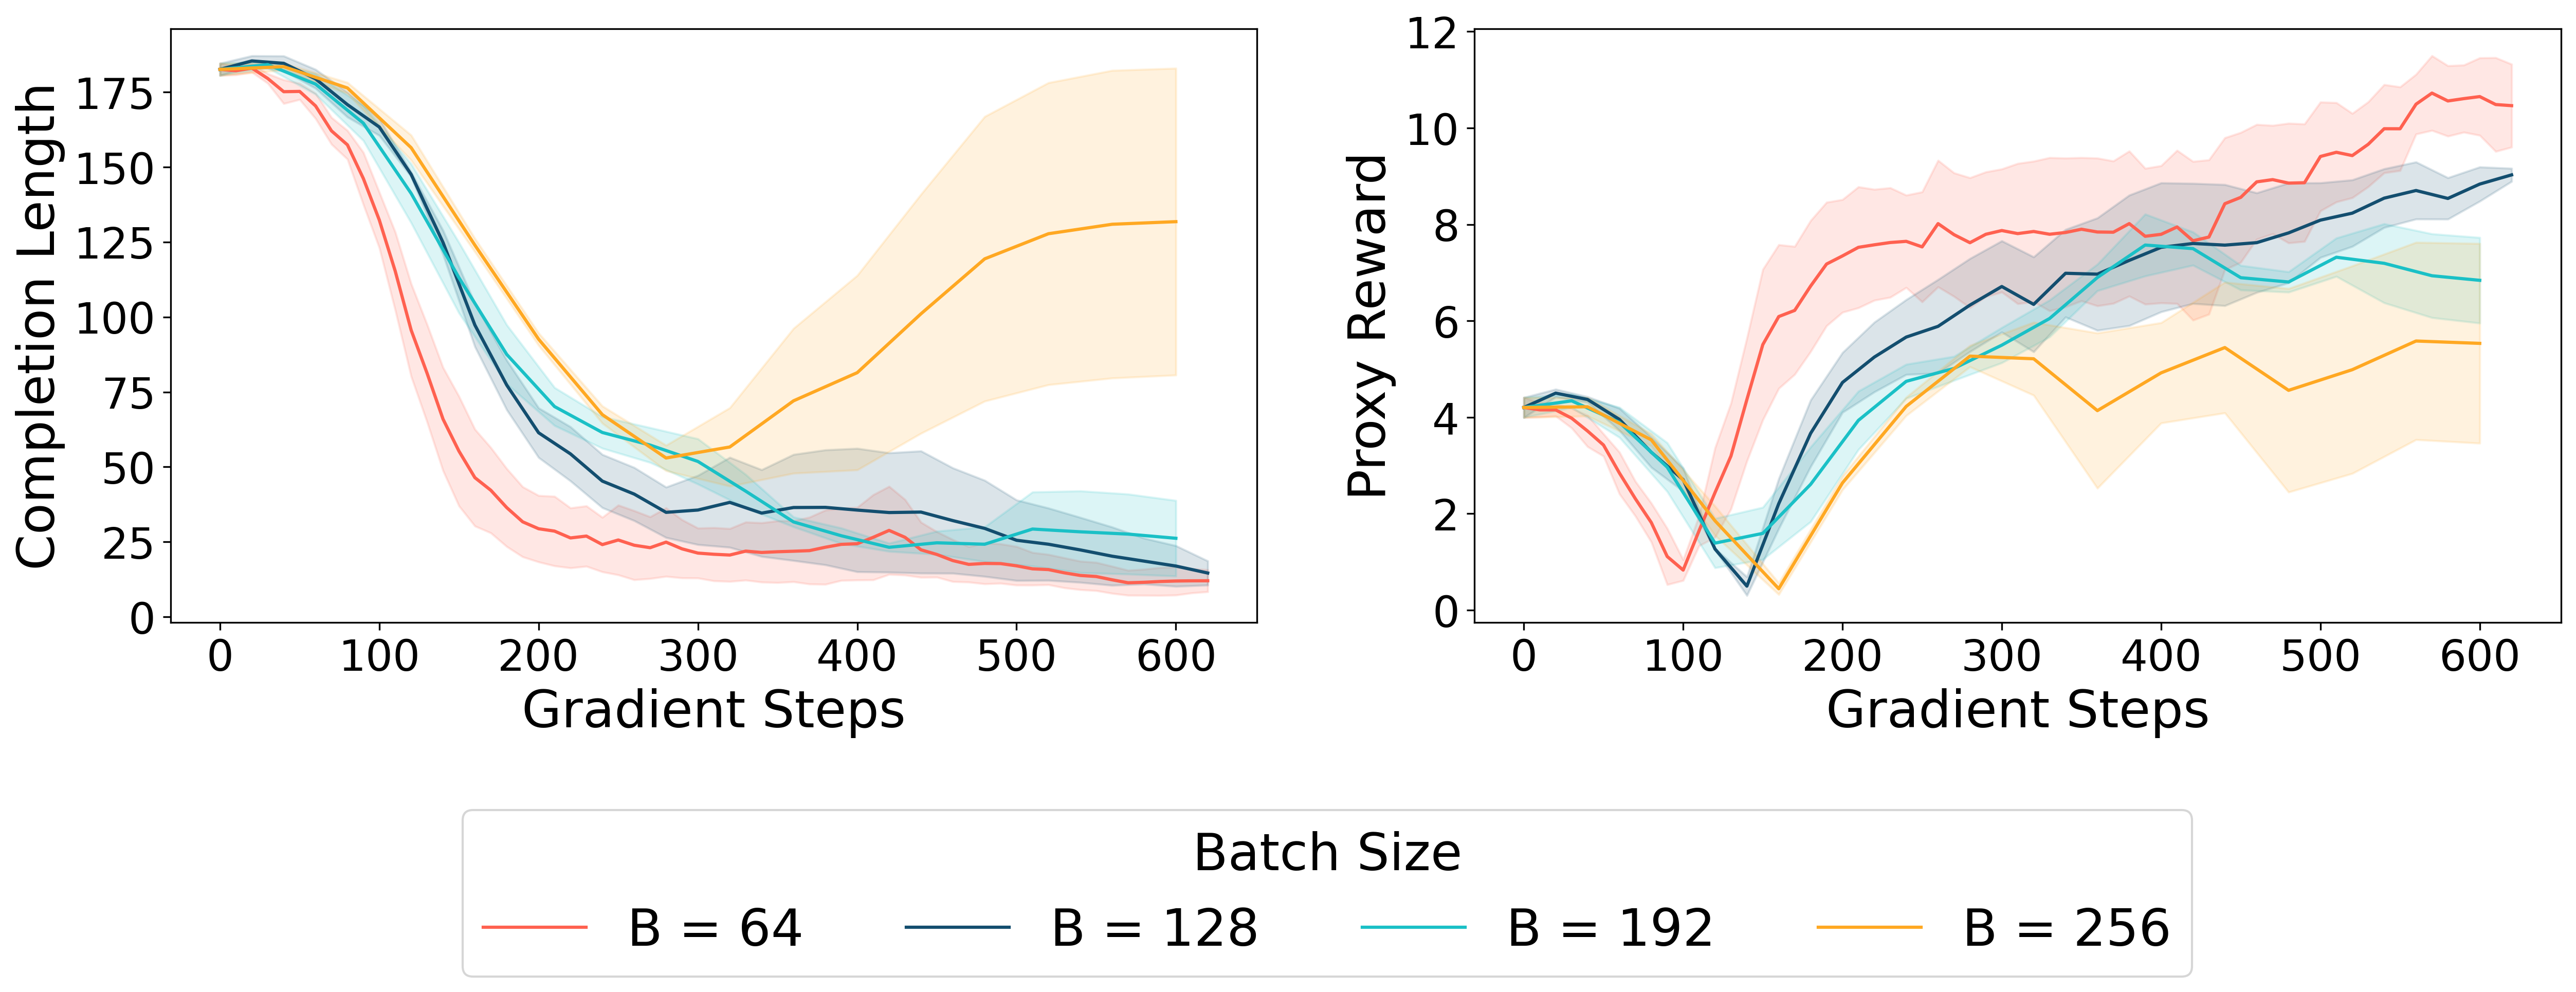 Completion Length
175
150
125
100
75
50
25
0
0 100 200 300 400 500 600
Gradient Steps
Proxy Reward
12
10
8
6
4
2
0
0 100 200 300 400 500 600
Gradient Steps
Batch Size
B = 64 B = 128 B = 192 B = 256